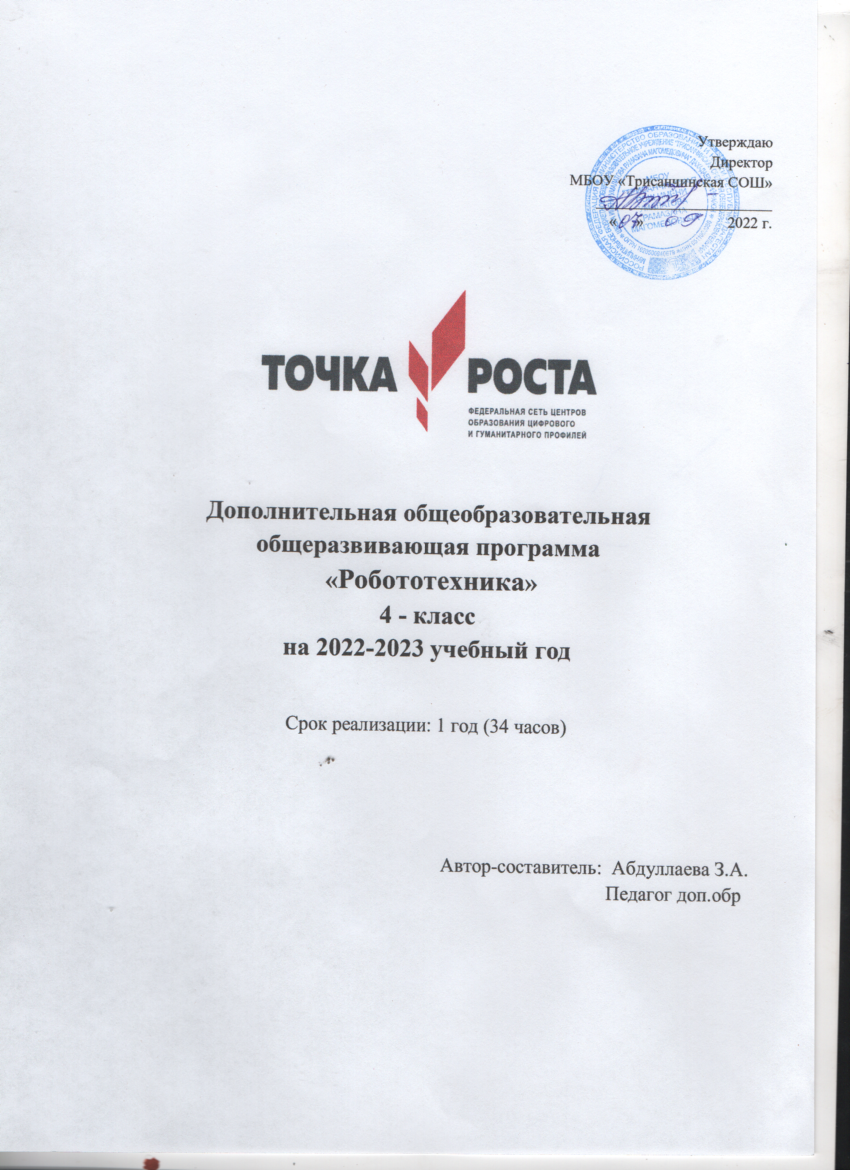 Утверждаю
Директор
МБОУ «Трисанчинская СОШ»
« 07 » 09 2022 г.
ТОЧКА РОСТА
ФЕДЕРАЛЬНАЯ СЕТЬ ЦЕНТРОВ
ОБРАЗОВАНИЯ ЦИФРОВОГО
И ГУМАНИТАРНОГО ПРОФИЛЕЙ
Дополнительная общеобразовательная
общеразвивающая программа
«Робототехника»
4 - класс
на 2022-2023 учебный год
Срок реализации: 1 год (34 часов)
Автор-составитель: Абдуллаева З.А.
Педагог доп.обр